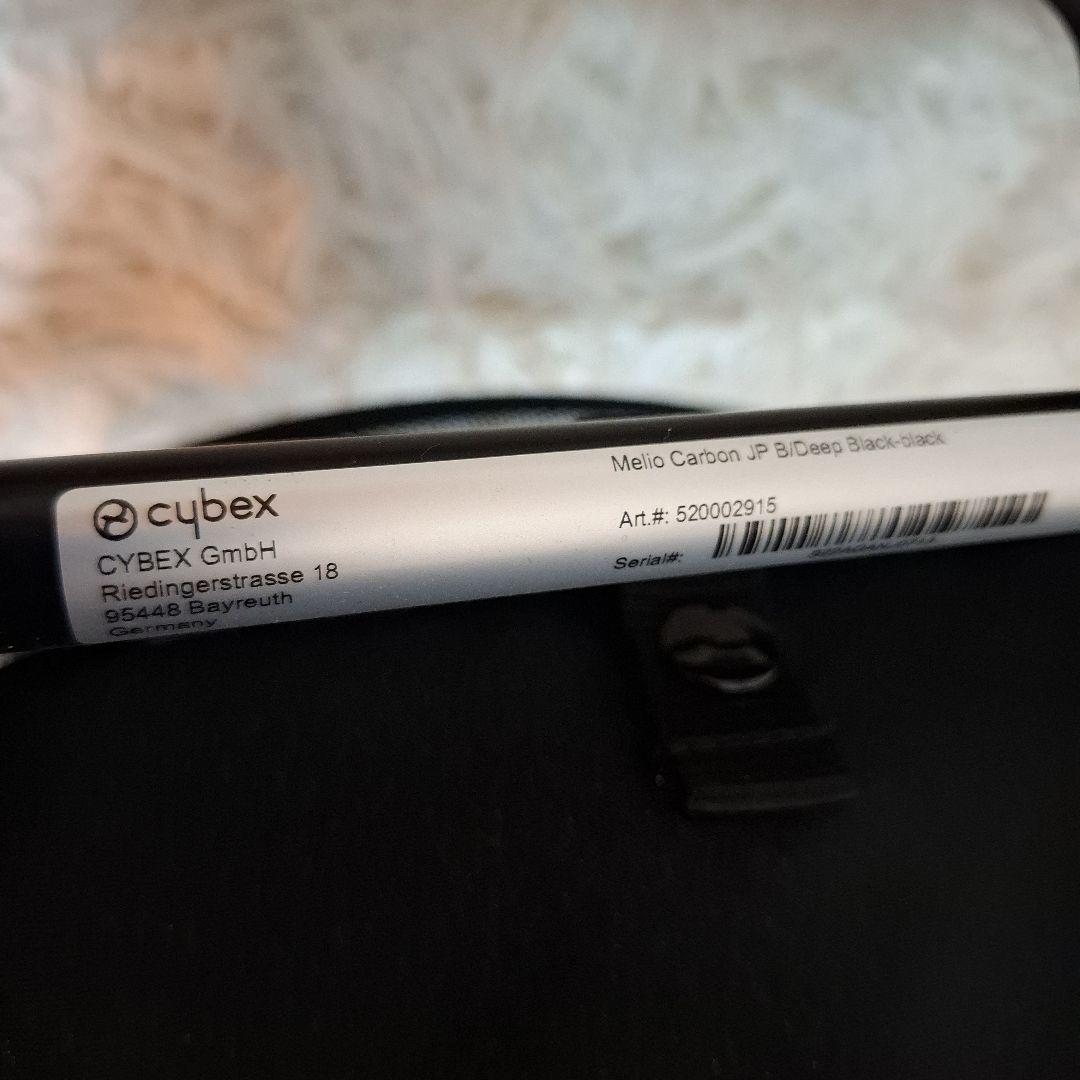 cybex
CYBEX GmbH
Riedingerstrasse 18
95448 Bayreuth
Germany
Melio Carbon JP B/Deep Black-black
Art.#: 520002915
Serial#: